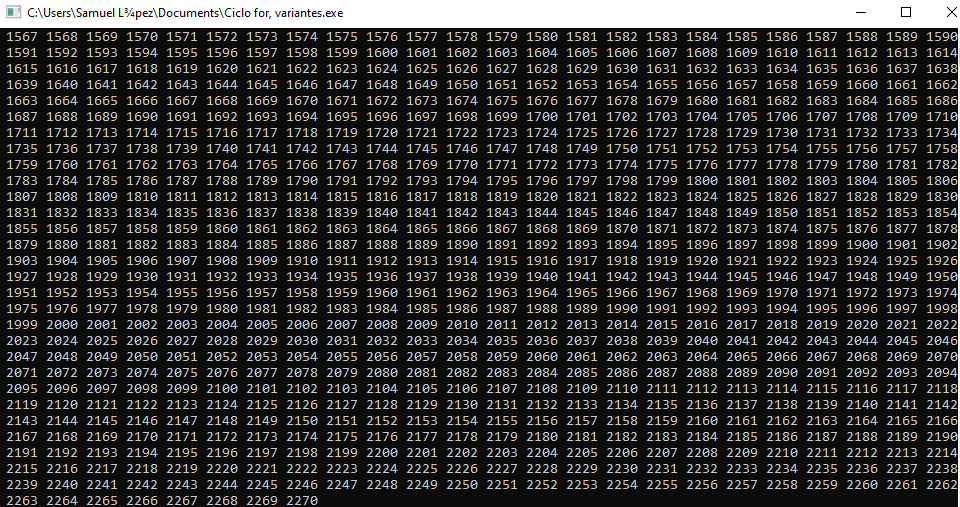 C:\Users\Samuel L¾pez\Documents\Ciclo for, variantes.exe
1567 1568 1569 1570 1571 1572 1573 1574 1575 1576 1577 1578 1579 1580 1581 1582 1583 1584 1585 1586 1587 1588 1589 1590
1591 1592 1593 1594 1595 1596 1597 1598 1599 1600 1601 1602 1603 1604 1605 1606 1607 1608 1609 1610 1611 1612 1613 1614
1615 1616 1617 1618 1619 1620 1621 1622 1623 1624 1625 1626 1627 1628 1629 1630 1631 1632 1633 1634 1635 1636 1637 1638
1639 1640 1641 1642 1643 1644 1645 1646 1647 1648 1649 1650 1651 1652 1653 1654 1655 1656 1657 1658 1659 1660 1661 1662
1663 1664 1665 1666 1667 1668 1669 1670 1671 1672 1673 1674 1675 1676 1677 1678 1679 1680 1681 1682 1683 1684 1685 1686
1687 1688 1689 1690 1691 1692 1693 1694 1695 1696 1697 1698 1699 1700 1701 1702 1703 1704 1705 1706 1707 1708 1709 1710
1711 1712 1713 1714 1715 1716 1717 1718 1719 1720 1721 1722 1723 1724 1725 1726 1727 1728 1729 1730 1731 1732 1733 1734
1735 1736 1737 1738 1739 1740 1741 1742 1743 1744 1745 1746 1747 1748 1749 1750 1751 1752 1753 1754 1755 1756 1757 1758
1759 1760 1761 1762 1763 1764 1765 1766 1767 1768 1769 1770 1771 1772 1773 1774 1775 1776 1777 1778 1779 1780 1781 1782
1783 1784 1785 1786 1787 1788 1789 1790 1791 1792 1793 1794 1795 1796 1797 1798 1799 1800 1801 1802 1803 1804 1805 1806
1807 1808 1809 1810 1811 1812 1813 1814 1815 1816 1817 1818 1819 1820 1821 1822 1823 1824 1825 1826 1827 1828 1829 1830
1831 1832 1833 1834 1835 1836 1837 1838 1839 1840 1841 1842 1843 1844 1845 1846 1847 1848 1849 1850 1851 1852 1853 1854
1855 1856 1857 1858 1859 1860 1861 1862 1863 1864 1865 1866 1867 1868 1869 1870 1871 1872 1873 1874 1875 1876 1877 1878
1879 1880 1881 1882 1883 1884 1885 1886 1887 1888 1889 1890 1891 1892 1893 1894 1895 1896 1897 1898 1899 1900 1901 1902
1903 1904 1905 1906 1907 1908 1909 1910 1911 1912 1913 1914 1915 1916 1917 1918 1919 1920 1921 1922 1923 1924 1925 1926
1927 1928 1929 1930 1931 1932 1933 1934 1935 1936 1937 1938 1939 1940 1941 1942 1943 1944 1945 1946 1947 1948 1949 1950
1951 1952 1953 1954 1955 1956 1957 1958 1959 1960 1961 1962 1963 1964 1965 1966 1967 1968 1969 1970 1971 1972 1973 1974
1975 1976 1977 1978 1979 1980 1981 1982 1983 1984 1985 1986 1987 1988 1989 1990 1991 1992 1993 1994 1995 1996 1997 1998
1999 2000 2001 2002 2003 2004 2005 2006 2007 2008 2009 2010 2011 2012 2013 2014 2015 2016 2017 2018 2019 2020 2021 2022
2023 2024 2025 2026 2027 2028 2029 2030 2031 2032 2033 2034 2035 2036 2037 2038 2039 2040 2041 2042 2043 2044 2045 2046
2047 2048 2049 2050 2051 2052 2053 2054 2055 2056 2057 2058 2059 2060 2061 2062 2063 2064 2065 2066 2067 2068 2069 2070
2071 2072 2073 2074 2075 2076 2077 2078 2079 2080 2081 2082 2083 2084 2085 2086 2087 2088 2089 2090 2091 2092 2093 2094
2095 2096 2097 2098 2099 2100 2101 2102 2103 2104 2105 2106 2107 2108 2109 2110 2111 2112 2113 2114 2115 2116 2117 2118
2119 2120 2121 2122 2123 2124 2125 2126 2127 2128 2129 2130 2131 2132 2133 2134 2135 2136 2137 2138 2139 2140 2141 2142
2143 2144 2145 2146 2147 2148 2149 2150 2151 2152 2153 2154 2155 2156 2157 2158 2159 2160 2161 2162 2163 2164 2165 2166
2167 2168 2169 2170 2171 2172 2173 2174 2175 2176 2177 2178 2179 2180 2181 2182 2183 2184 2185 2186 2187 2188 2189 2190
2191 2192 2193 2194 2195 2196 2197 2198 2199 2200 2201 2202 2203 2204 2205 2206 2207 2208 2209 2210 2211 2212 2213 2214
2215 2216 2217 2218 2219 2220 2221 2222 2223 2224 2225 2226 2227 2228 2229 2230 2231 2232 2233 2234 2235 2236 2237 2238
2239 2240 2241 2242 2243 2244 2245 2246 2247 2248 2249 2250 2251 2252 2253 2254 2255 2256 2257 2258 2259 2260 2261 2262
2263 2264 2265 2266 2267 2268 2269 2270